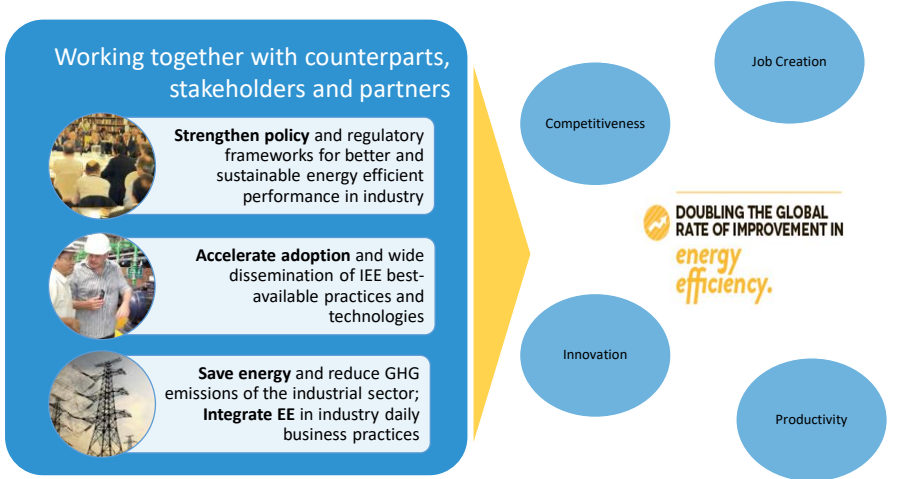 Working together with counterparts,
stakeholders and partners
Strengthen policy and regulatory
frameworks for better and
sustainable energy efficient
performance in industry
Accelerate adoption and wide
dissemination of IEE best-
available practices and
technologies
Save energy and reduce GHG
emissions of the industrial sector;
Integrate EE in industry daily
business practices
Job Creation
Competitiveness
DOUBLING THE GLOBAL
RATE OF IMPROVEMENT IN
energy
efficiency.
Innovation
Productivity